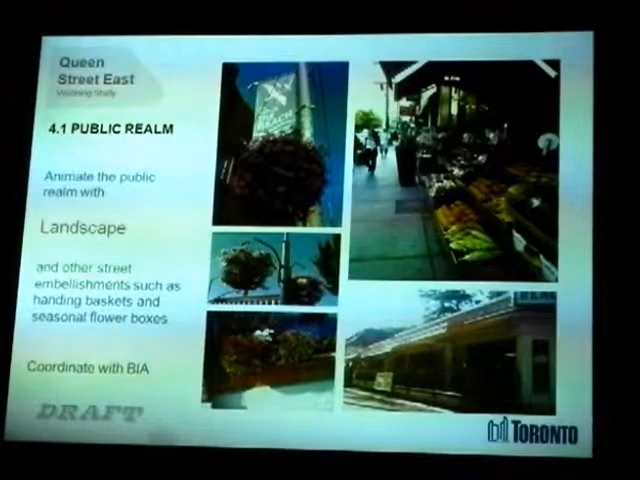 Queen
Street East
Visioning Study
4.1 PUBLIC REALM
Animate the public
realm with
Landscape
and other street
embellishments such as
handing baskets and
seasonal flower boxes
Coordinate with BIA
DRAFT
BEACH
TORONTO